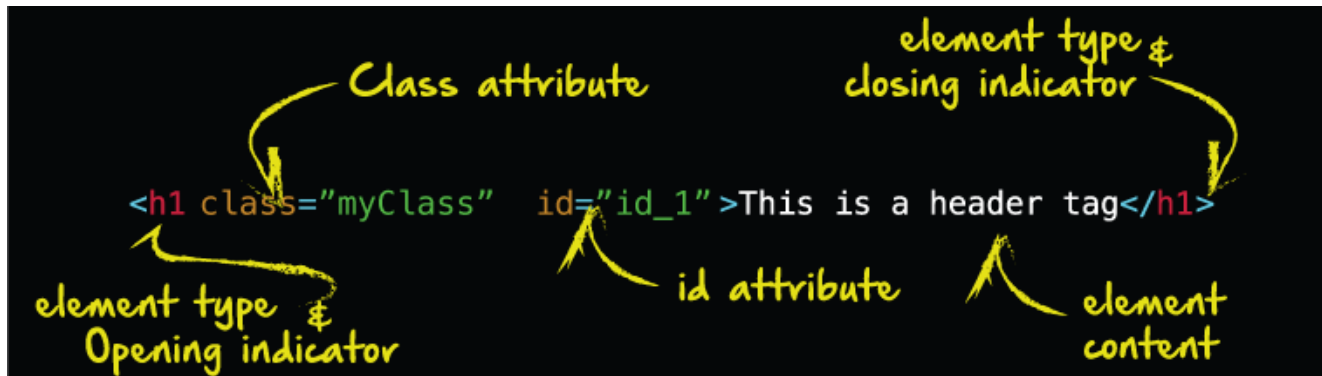 element type &
Class attribute
closing indicator
<h1 class=”myClass” id=”id_1”>This is a header tag</h1>
id attribute
element type &
Opening indicator
element
content